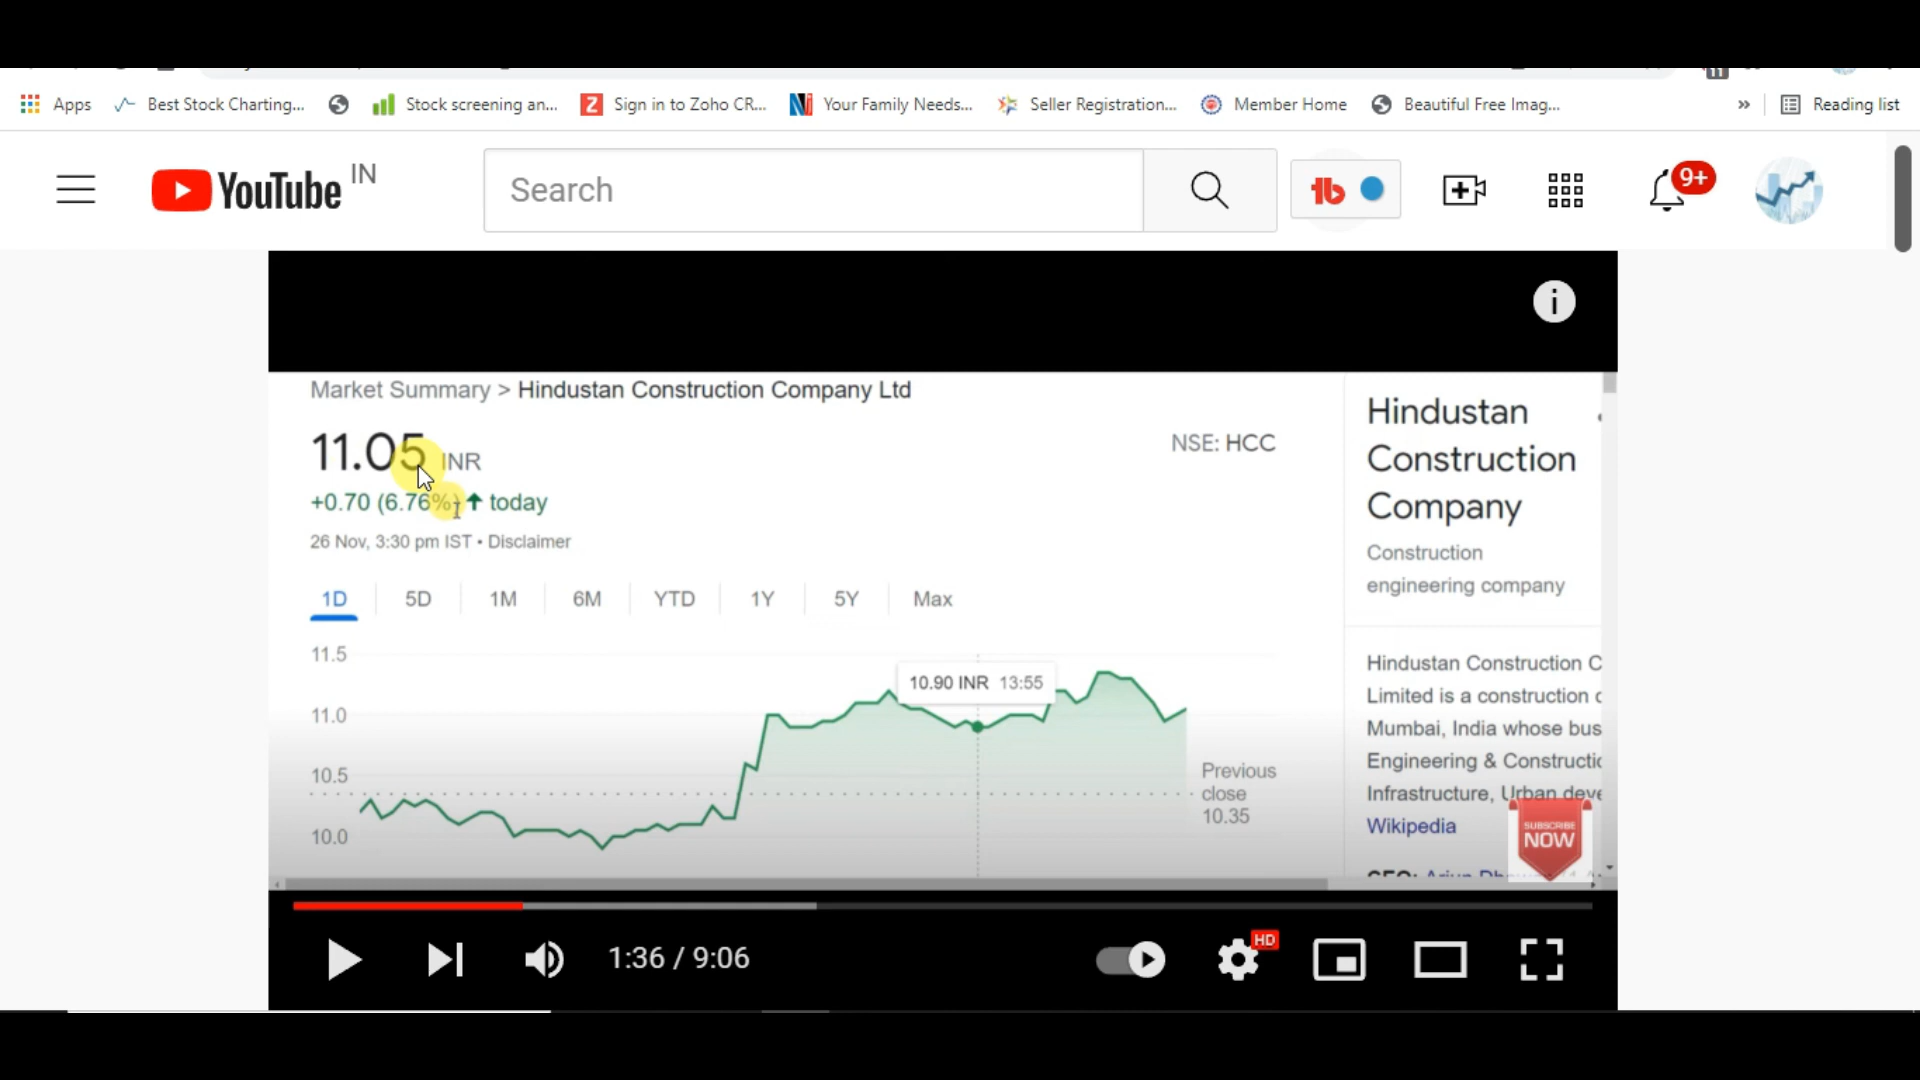 Apps Best Stock Charting... Stock screening an... Sign in to Zoho CR... Your Family Needs... Seller Registration... Member Home Beautiful Free Imag... » Reading list
YouTube IN Search 9+
i
Market Summary > Hindustan Construction Company Ltd
11.05 INR
NSE: HCC
+0.70 (6.76%) ↑ today
26 Nov, 3:30 pm IST • Disclaimer
1D 5D 1M 6M YTD 1Y 5Y Max
11.5
10.90 INR 13:55
11.0
10.5
10.0
Previous
close
10.35
Hindustan
Construction
Company
Construction
engineering company
Hindustan Construction C
Limited is a construction
Mumbai, India whose bus
Engineering & Constructi
Infrastructure, Urban deve
Wikipedia
SUBSCRIBE
NOW
1:36 / 9:06
HD